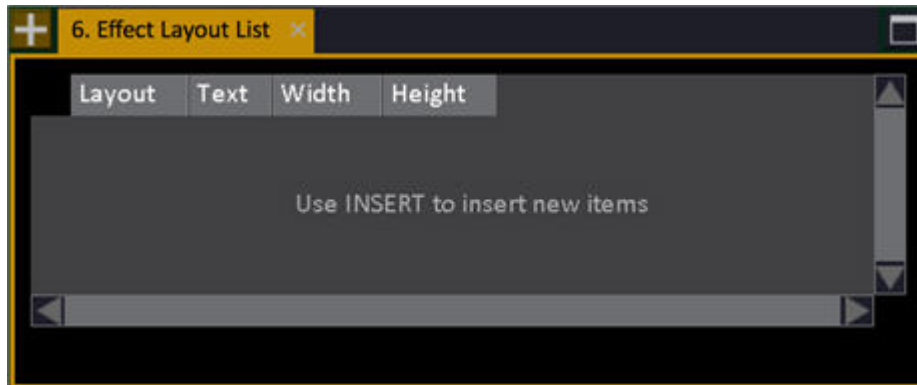 6. Effect Layout List
Layout Text Width Height
Use INSERT to insert new items